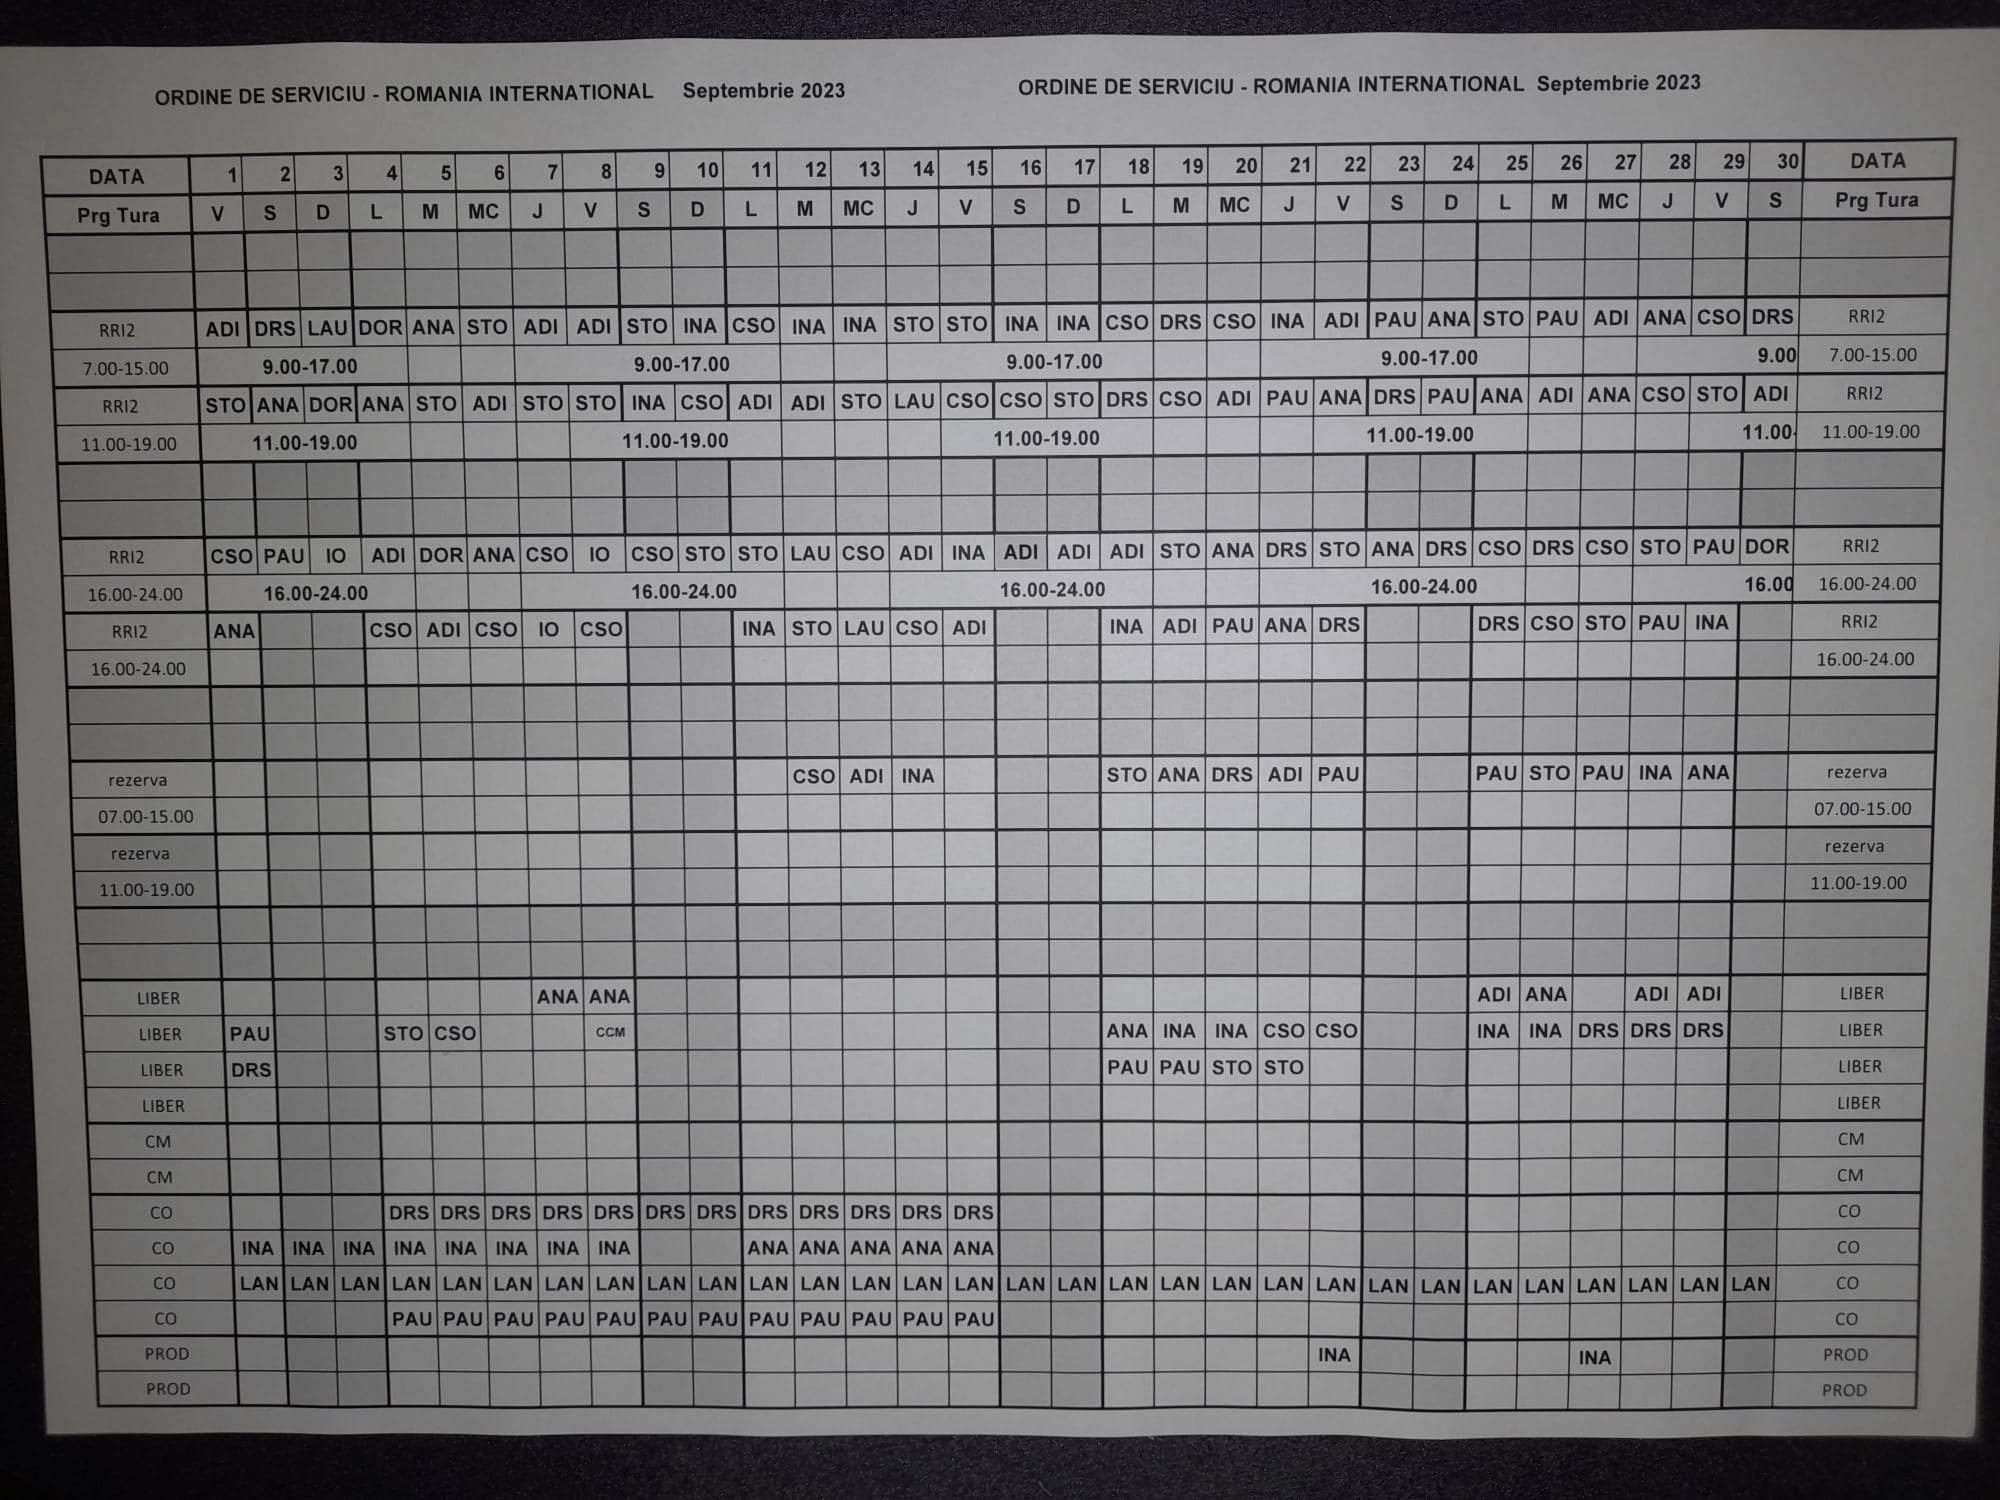 ORDINE DE SERVICIU - ROMANIA INTERNATIONAL Septembrie 2023 ORDINE DE SERVICIU - ROMANIA INTERNATIONAL Septembrie 2023
DATA 1 2 3 4 5 6 7 8 9 10 11 12 13 14 15 16 17 18 19 20 21 22 23 24 25 26 27 28 29 30 DATA
Prg Tura V S D L M MC J V S D L M MC J V S D L M MC J V S D L M MC J V S Prg Tura
RRI2 ADI DRS LAU DOR ANA STO ADI ADI STO INA CSO INA INA STO STO INA INA CSO DRS CSO INA ADI PAU ANA STO PAU ADI ANA CSO DRS RRI2
7.00-15.00 9.00-17.00 9.00-17.00 9.00-17.00 9.00-17.00 9.00 7.00-15.00
RRI2 STO ANA DOR ANA STO ADI STO STO INA CSO ADI ADI STO LAU CSO CSO STO DRS CSO ADI PAU ANA DRS PAU ANA ADI ANA CSO STO ADI RRI2
11.00-19.00 11.00-19.00 11.00-19.00 11.00-19.00 11.00-19.00 11.00- 11.00-19.00
RRI2 CSO PAU IO ADI DOR ANA CSO IO CSO STO STO LAU CSO ADI INA ADI ADI ADI STO ANA DRS STO ANA DRS CSO DRS CSO STO PAU DOR RRI2
16.00-24.00 16.00-24.00 16.00-24.00 16.00-24.00 16.00-24.00 16.00 16.00-24.00
RRI2 ANA CSO ADI CSO IO CSO INA STO LAU CSO ADI INA ADI PAU ANA DRS DRS CSO STO PAU INA RRI2
16.00-24.00 16.00-24.00
rezerva CSO ADI INA STO ANA DRS ADI PAU PAU STO PAU INA ANA rezerva
07.00-15.00 07.00-15.00
rezerva rezerva
11.00-19.00 11.00-19.00
LIBER ANA ANA ADI ANA ADI ADI LIBER
LIBER PAU STO CSO CCM ANA INA INA CSO CSO INA INA DRS DRS DRS LIBER
LIBER DRS PAU PAU STO STO LIBER
LIBER LIBER
CM CM
CM CM
CO DRS DRS DRS DRS DRS DRS DRS DRS DRS DRS DRS DRS CO
CO INA INA INA INA INA INA INA INA ANA ANA ANA ANA ANA CO
CO LAN LAN LAN LAN LAN LAN LAN LAN LAN LAN LAN LAN LAN LAN LAN LAN LAN LAN LAN LAN LAN LAN LAN LAN LAN LAN LAN LAN LAN LAN CO
CO PAU PAU PAU PAU PAU PAU PAU PAU PAU PAU PAU PAU CO
PROD INA INA PROD
PROD PROD